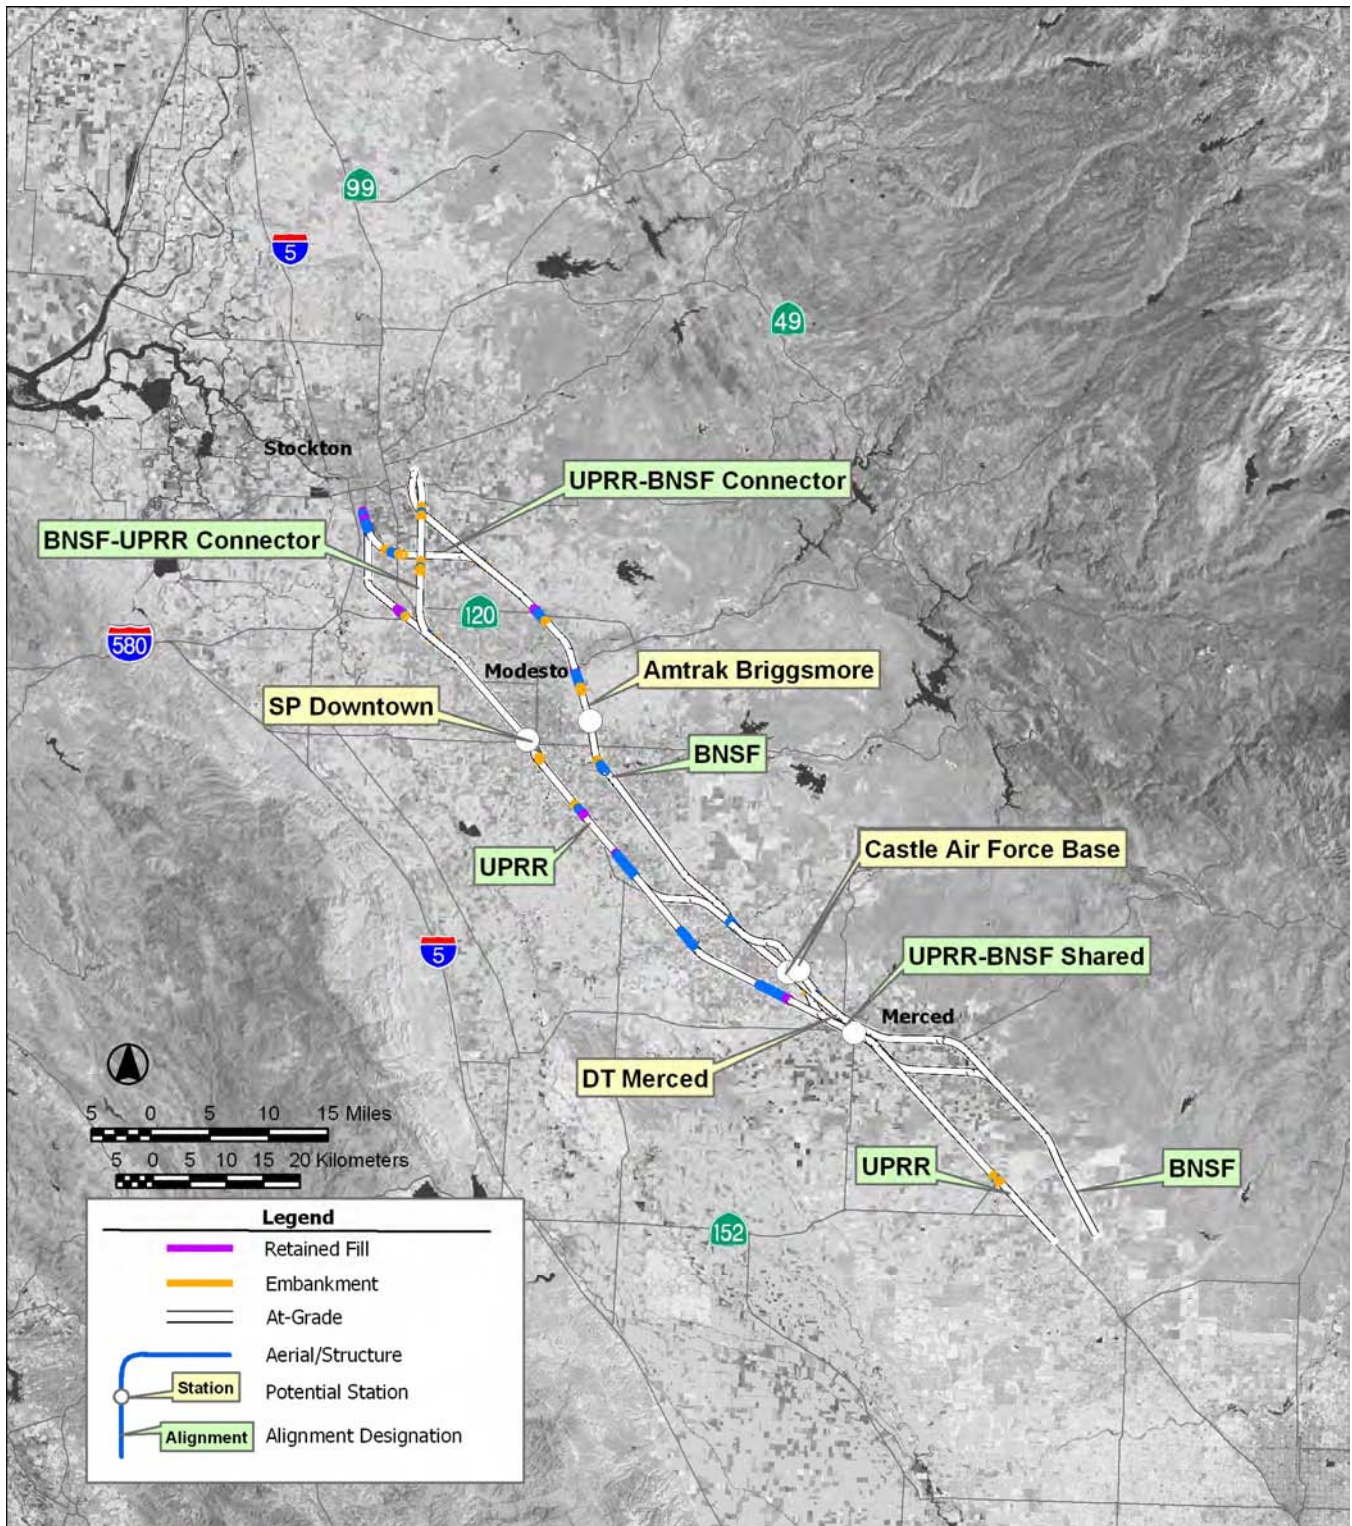 99
5
49
Stockton
UPRR-BNSF Connector
BNSF-UPRR Connector
120
580
Modesto
Amtrak Briggsmore
SP Downtown
BNSF
Castle Air Force Base
UPRR
5
UPRR-BNSF Shared
Merced
DT Merced
5 0 5 10 15 Miles
5 0 5 10 15 20 Kilometers
UPRR
BNSF
152
Legend
Retained Fill
Embankment
At-Grade
Aerial/Structure
Station Potential Station
Alignment Alignment Designation